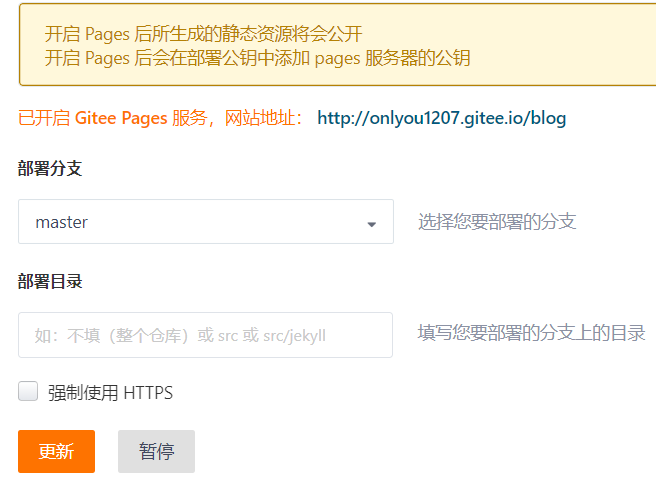 开启 Pages 后所生成的静态资源将会公开
开启 Pages 后会在部署公钥中添加 pages 服务器的公钥
已开启 Gitee Pages 服务，网站地址： http://onlyou1207.gitee.io/blog
部署分支
master 选择您要部署的分支
部署目录
如：不填（整个仓库）或 src 或 src/jekyll 填写您要部署的分支上的目录
强制使用 HTTPS
更新 暂停